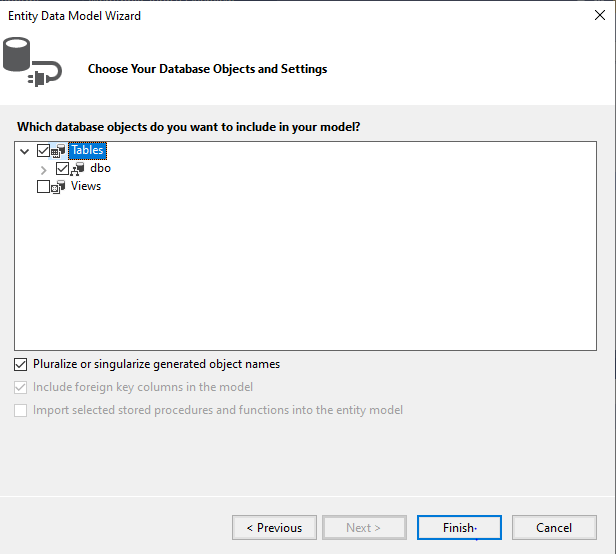 Entity Data Model Wizard
Choose Your Database Objects and Settings
Which database objects do you want to include in your model?
Tables
dbo
Views
Pluralize or singularize generated object names
Include foreign key columns in the model
Import selected stored procedures and functions into the entity model
< Previous
Next >
Finish
Cancel